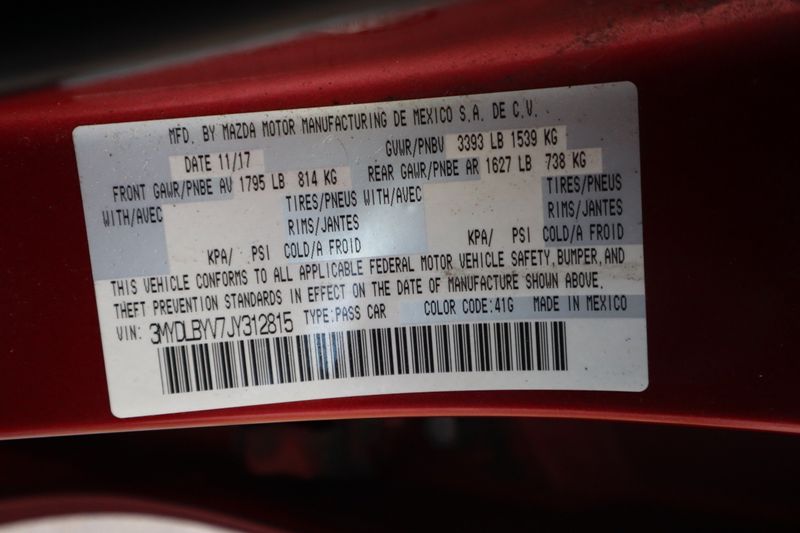 MFD. BY MAZDA MOTOR MANUFACTURING DE MEXICO S.A. DE C.V.
DATE 11/17 GVWR/PNBV 3393 LB 1539 KG
FRONT GAWR/PNBE AV 1795 LB 814 KG REAR GAWR/PNBE AR 1627 LB 738 KG
WITH/AVEC TIRES/PNEUS WITH/AVEC TIRES/PNEUS
RIMS/JANTES RIMS/JANTES
KPA/ PSI COLD/A FROID KPA/ PSI COLD/A FROID
THIS VEHICLE CONFORMS TO ALL APPLICABLE FEDERAL MOTOR VEHICLE SAFETY, BUMPER, AND
THEFT PREVENTION STANDARDS IN EFFECT ON THE DATE OF MANUFACTURE SHOWN ABOVE.
VIN: 3MYDLBYV7JY312815 TYPE:PASS CAR COLOR CODE:41G MADE IN MEXICO